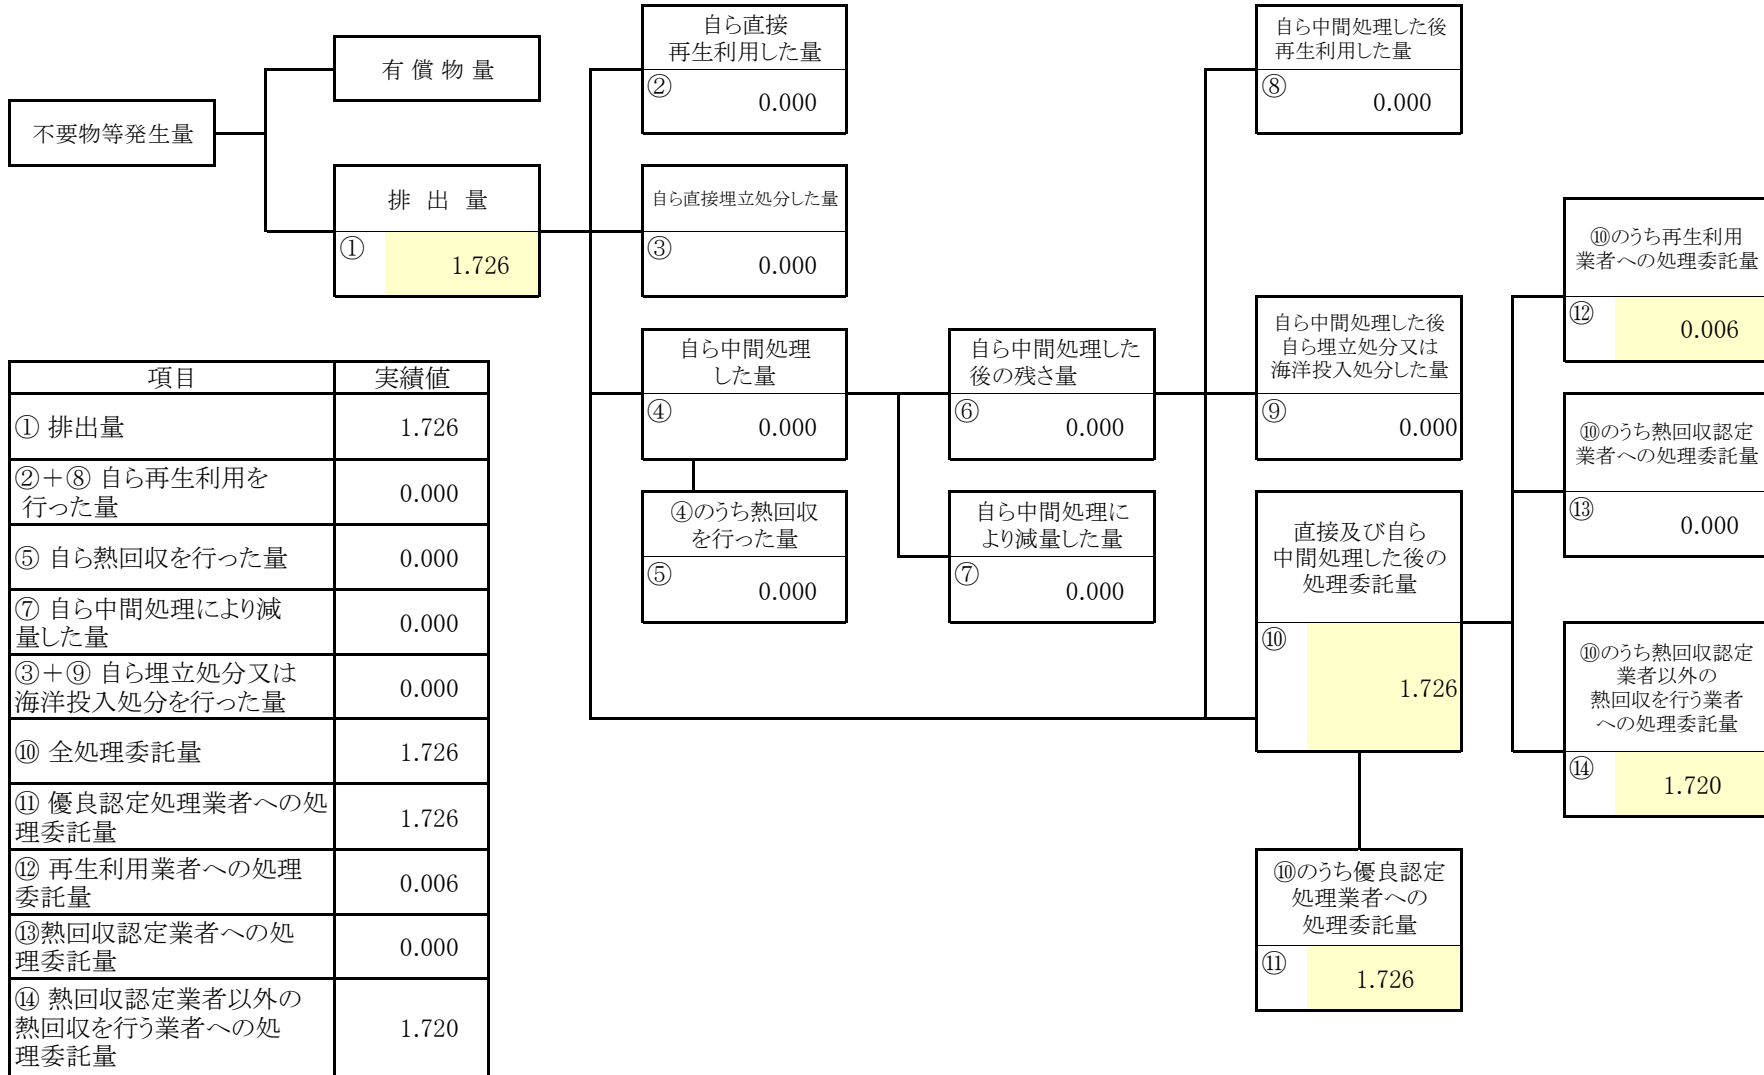 自ら直接
再生利用した量
②
0.000
自ら中間処理した後
再生利用した量
⑧
0.000
有 償 物 量
不要物等発生量
排 出 量
①
1.726
自ら直接埋立処分した量
③
0.000
⑩のうち再生利用
業者への処理委託量
⑫
0.006
自ら中間処理
した量
④
0.000
自ら中間処理した
後の残さ量
⑥
0.000
自ら中間処理した後
自ら埋立処分又は
海洋投入処分した量
⑨
0.000
⑩のうち熱回収認定
業者への処理委託量
⑬
0.000
④のうち熱回収
を行った量
⑤
0.000
自ら中間処理に
より減量した量
⑦
0.000
直接及び自ら
中間処理した後の
処理委託量
⑩
1.726
⑩のうち熱回収認定
業者以外の
熱回収を行う業者
への処理委託量
⑭
1.720
⑩のうち優良認定
処理業者への
処理委託量
⑪
1.726
項目 実績値
① 排出量 1.726
②+⑧ 自ら再生利用を
行った量 0.000
⑤ 自ら熱回収を行った量 0.000
⑦ 自ら中間処理により減
量した量 0.000
③+⑨ 自ら埋立処分又は
海洋投入処分を行った量 0.000
⑩ 全処理委託量 1.726
⑪ 優良認定処理業者への処
理委託量 1.726
⑫ 再生利用業者への処理
委託量 0.006
⑬熱回収認定業者への処
理委託量 0.000
⑭ 熱回収認定業者以外の
熱回収を行う業者への処
理委託量 1.720